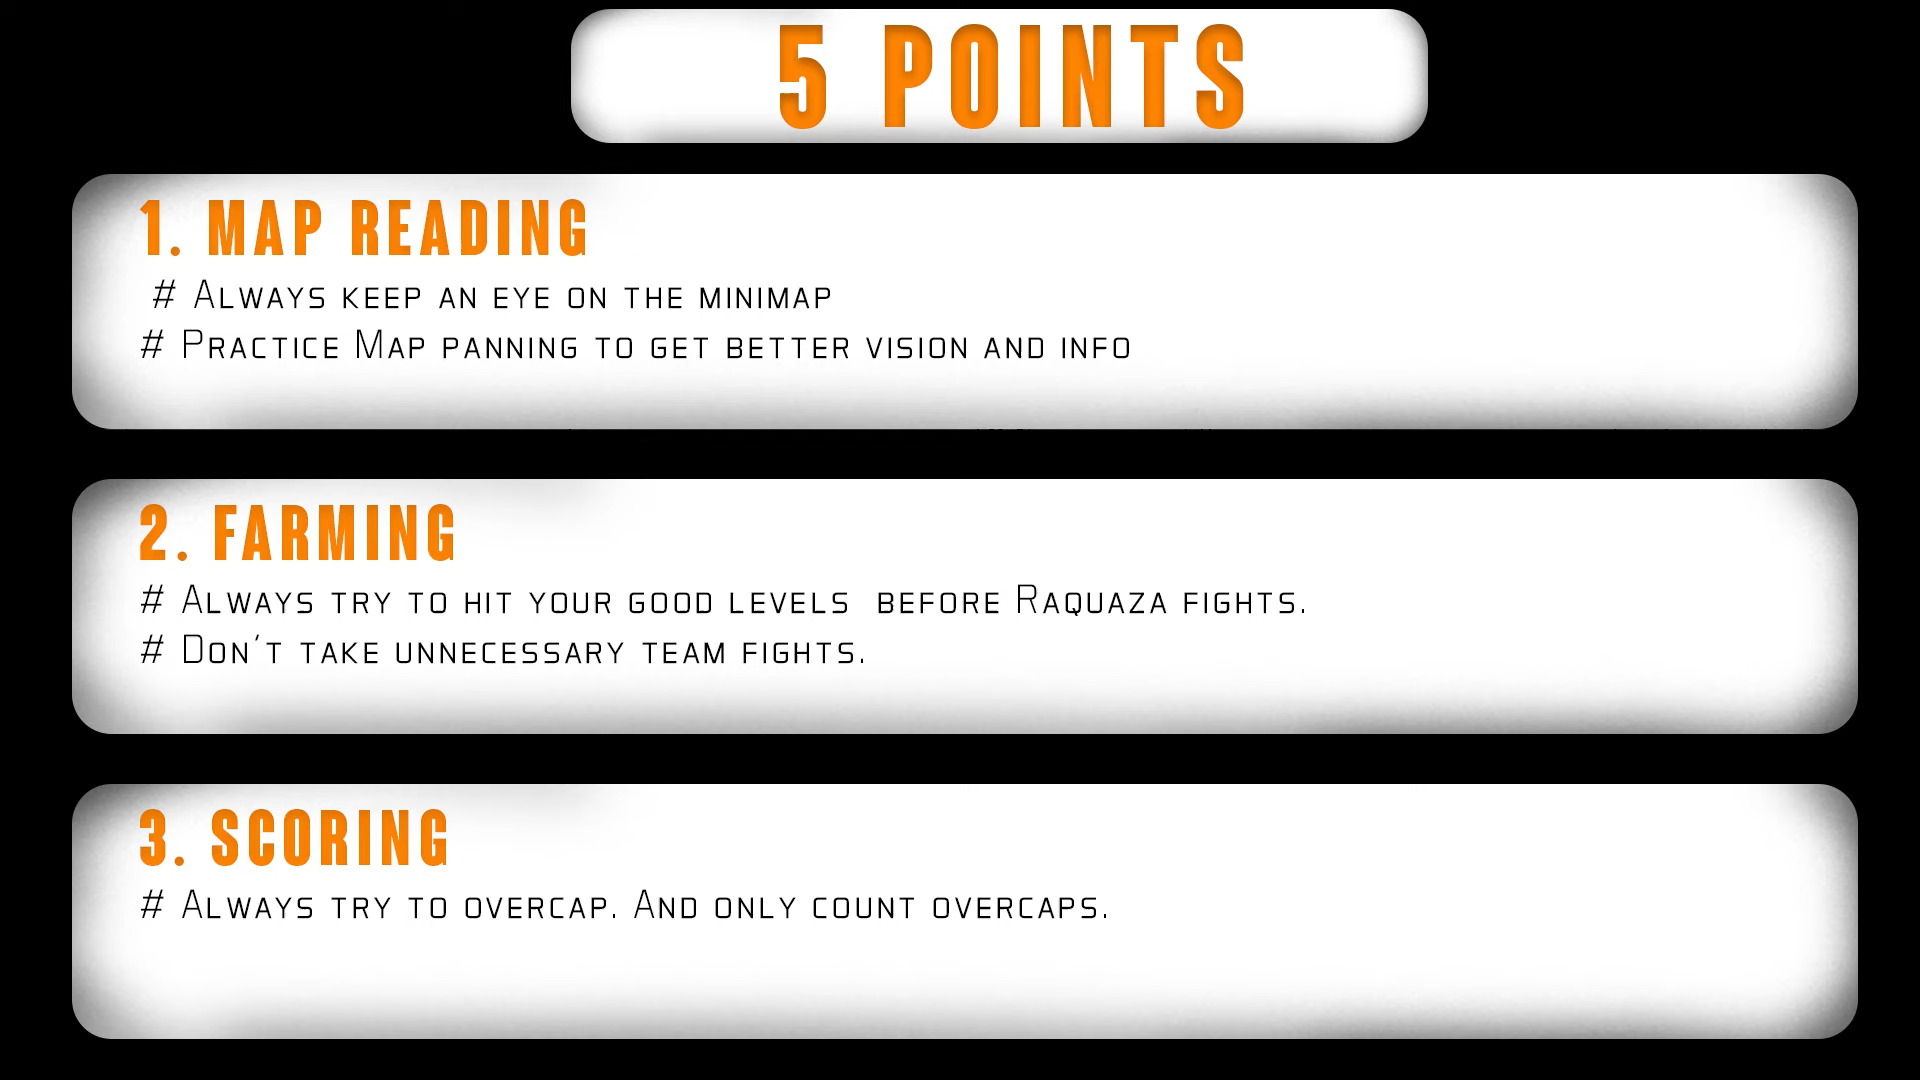 5 POINTS
1. MAP READING
# Always keep an eye on the minimap
# Practice Map panning to get better vision and info
2. FARMING
# Always try to hit your good levels  before Raquaza fights.
# Don't take unnecessary team fights.
3. SCORING
# Always try to overcap. And only count overcaps.